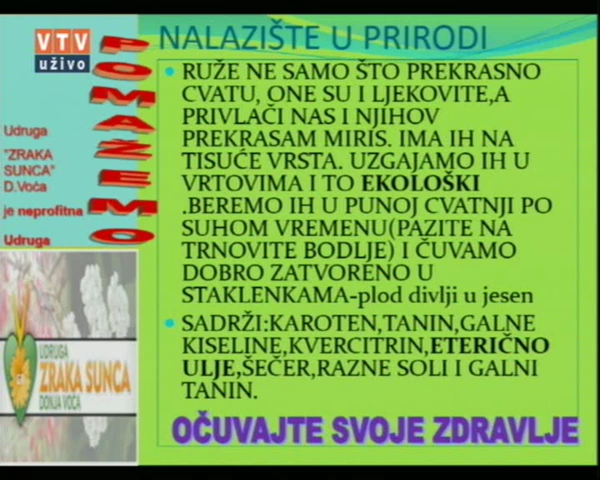 VTV
uživo
POMAŽEMO
Udruga
"ZRAKA
SUNCA"
D.Voća
je neprofitna
Udruga
UDRUGA
ZRAKA SUNCA
DONJA VOĆA
NALAZIŠTE U PRIRODI
RUŽE NE SAMO ŠTO PREKRASNO
CVATU, ONE SU I LJEKOVITE,A
PRIVLAČI NAS I NJIHOV
PREKRASAM MIRIS. IMA IH NA
TISUĆE VRSTA. UZGAJAMO IH U
VRTOVIMA I TO EKOLOŠKI
.BEREMO IH U PUNOJ CVATNJI PO
SUHOM VREMENU(PAZITE NA
TRNOVITE BODLJE) I ČUVAMO
DOBRO ZATVORENO U
STAKLENKAMA-plod divlji u jesen
SADRŽI:KAROTEN,TANIN,GALNE
KISELINE,KVERCITRIN,ETERIČNO
ULJE,ŠEČER,RAZNE SOLI I GALNI
TANIN.
OČUVAJTE SVOJE ZDRAVLJE